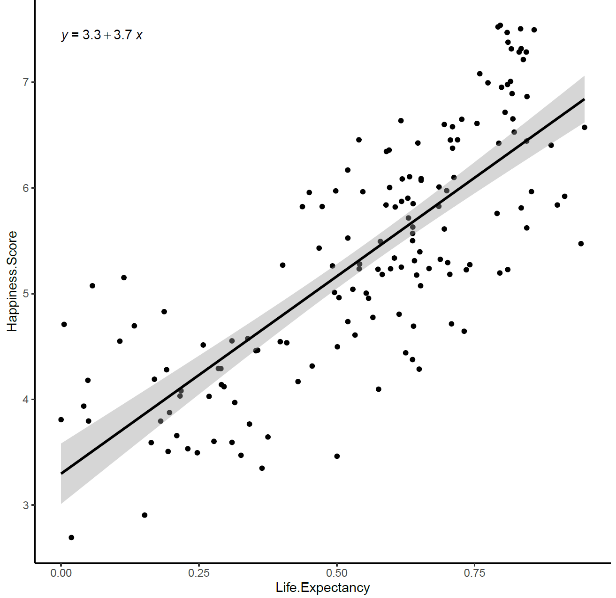 y = 3.3 + 3.7 x
Happiness.Score
7
6
5
4
3
0.00 0.25 0.50 0.75
Life.Expectancy